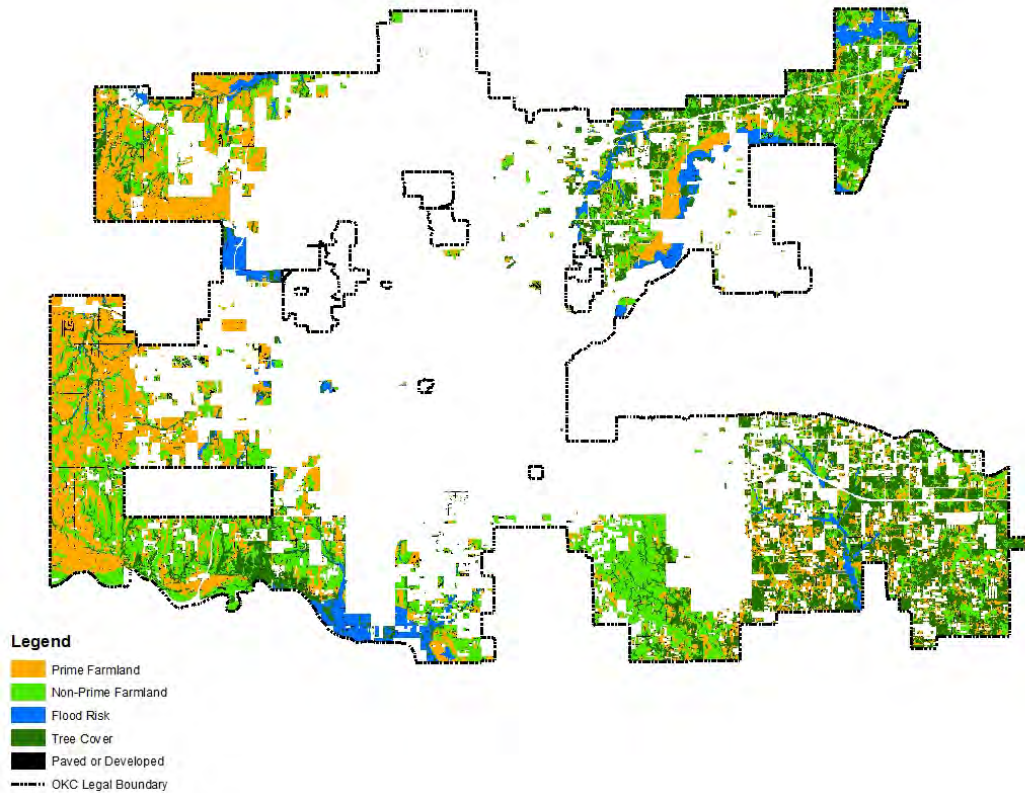 Legend
Prime Farmland
Non-Prime Farmland
Flood Risk
Tree Cover
Paved or Developed
OKC Legal Boundary